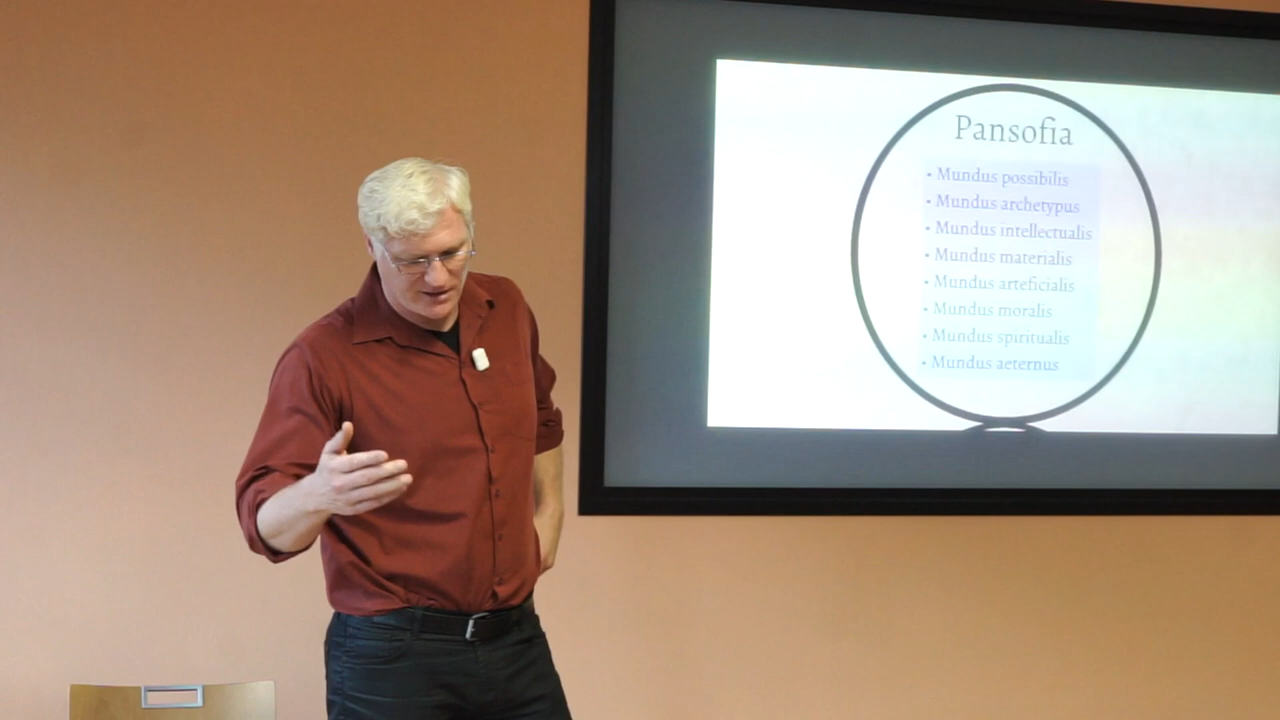 Pansofia
• Mundus possibilis
• Mundus archetypus
• Mundus intellectualis
• Mundus materialis
• Mundus arteficialis
• Mundus moralis
• Mundus spiritualis
• Mundus aeternus